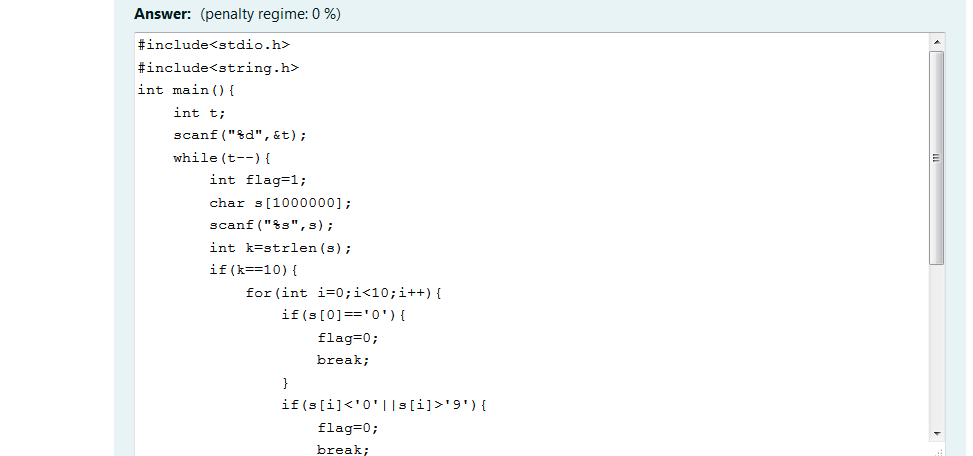 Answer: (penalty regime: 0 %)
#include<stdio.h>
#include<string.h>
int main(){
    int t;
    scanf("%d",&t);
    while(t--){
        int flag=1;
        char s[1000000];
        scanf("%s",s);
        int k=strlen(s);
        if(k==10){
            for(int i=0;i<10;i++){
                if(s[0]=='0'){
                    flag=0;
                    break;
                }
                if(s[i]<'0'||s[i]>'9'){
                    flag=0;
                    break;